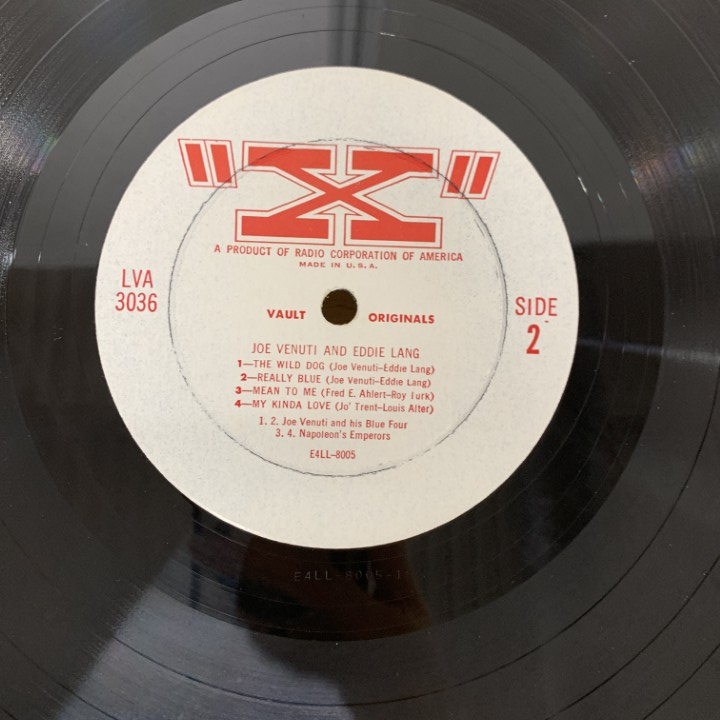 "X"
A PRODUCT OF RADIO CORPORATION OF AMERICA
MADE IN U.S.A.
LVA
3036
VAULT ORIGINALS
SIDE
2
JOE VENUTI AND EDDIE LANG
1—THE WILD DOG (Joe Venuti–Eddie Lang)
2—REALLY BLUE (Joe Venuti–Eddie Lang)
3—MEAN TO ME (Fred E. Ahlert–Roy Turk)
4—MY KINDA LOVE (Jo' Trent–Louis Alter)
1. 2. Joe Venuti and his Blue Four
3. 4. Napoleon's Emperors
E4LL–8005
E4LL-8005-1